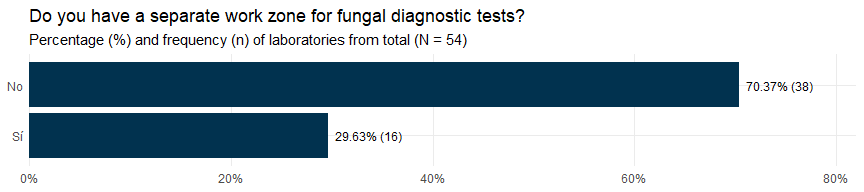 Do you have a separate work zone for fungal diagnostic tests?
Percentage (%) and frequency (n) of laboratories from total (N = 54)
No
70.37% (38)
Sí
29.63% (16)
0%
20%
40%
60%
80%